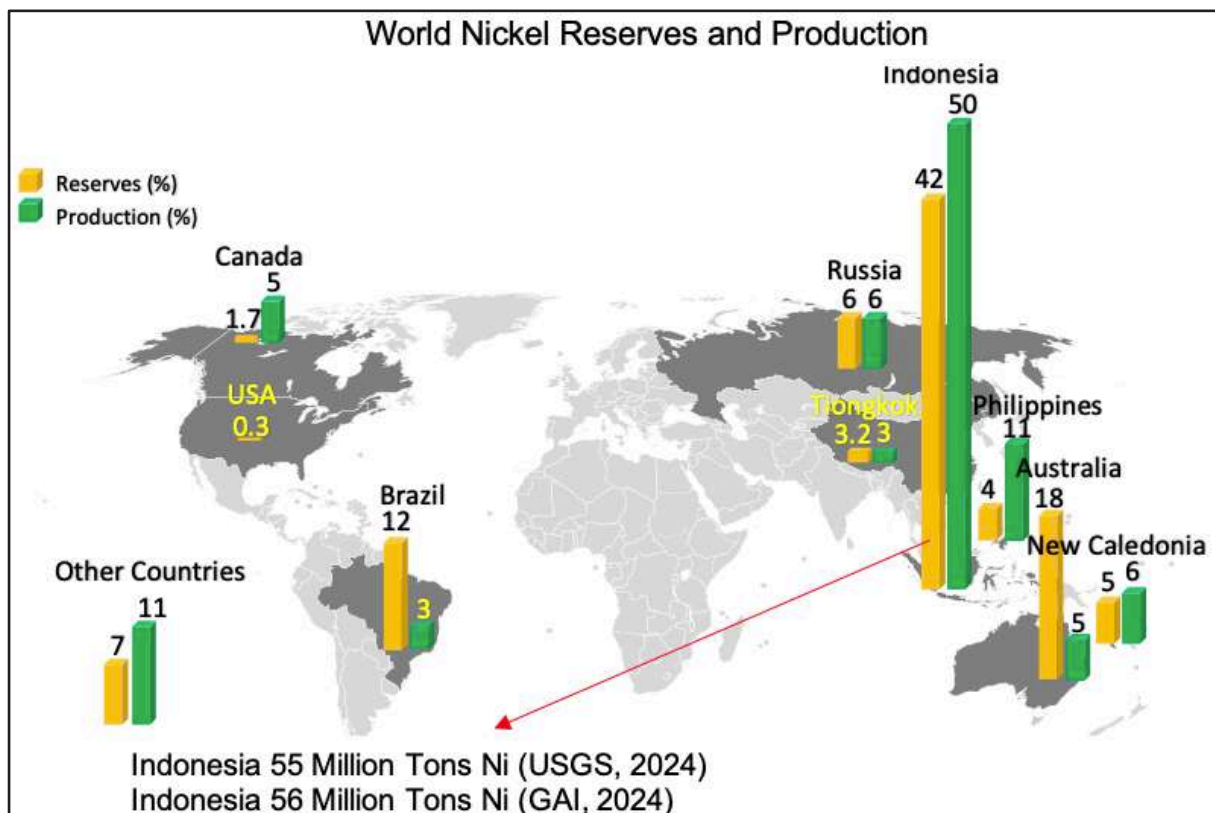 World Nickel Reserves and Production
Indonesia
50
42
Reserves (%)
Production (%)
Canada
5
1.7
Russia
6 6
USA
0.3
Tiongkok
3.2 3
Philippines
11
4
Australia
18
5
New Caledonia
5 6
Brazil
12
3
Other Countries
7 11
Indonesia 55 Million Tons Ni (USGS, 2024)
Indonesia 56 Million Tons Ni (GAI, 2024)